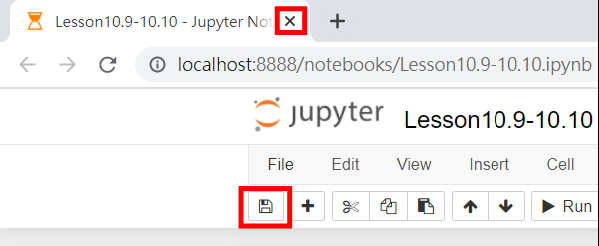 Lesson10.9-10.10 - Jupyter No
localhost:8888/notebooks/Lesson10.9-10.10.ipynb
jupyter Lesson10.9-10.10
File Edit View Insert Cell
Run